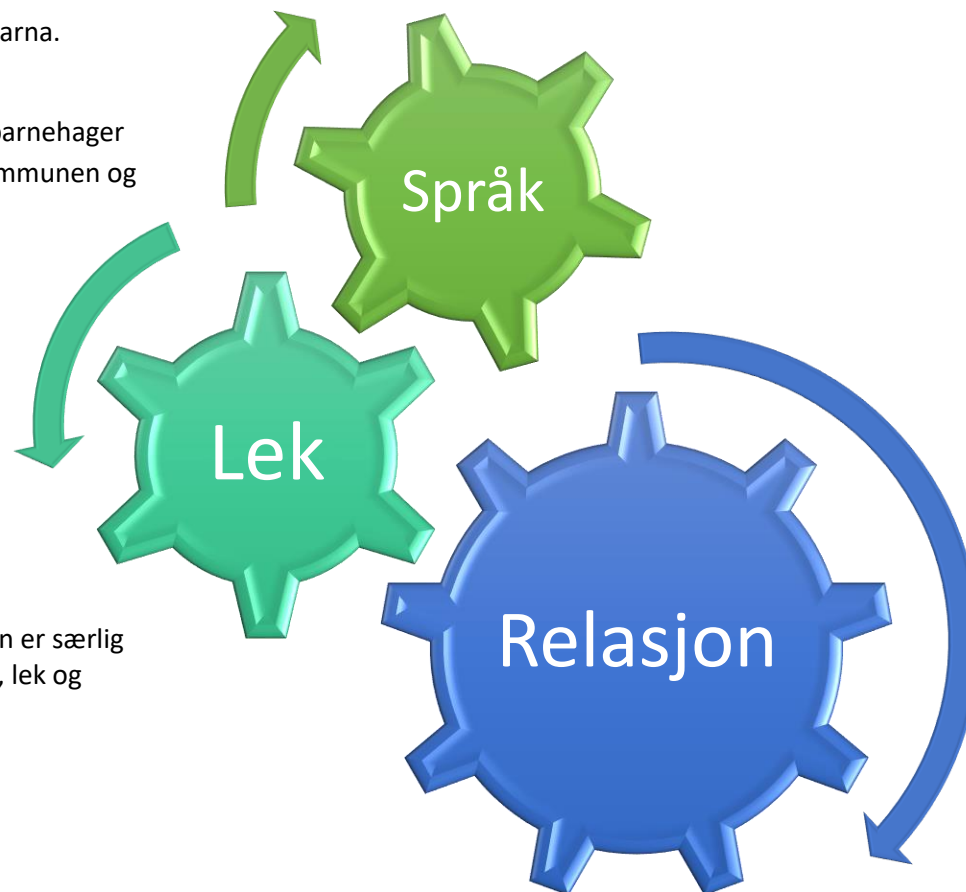 arna.
barnehager
mmunen og
Språk
Lek
n er særlig
, lek og
Relasjon